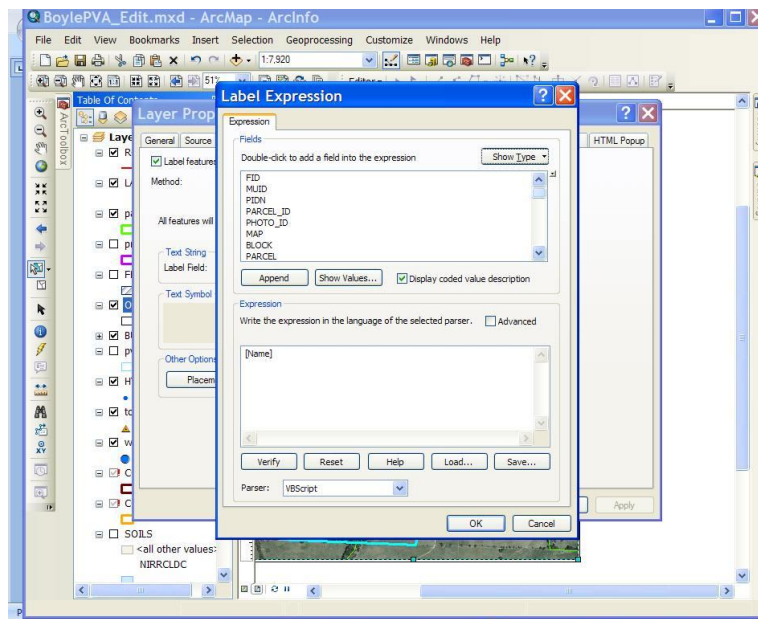 BoylePVA_Edit.mxd - ArcMap - ArcInfo
File Edit View Bookmarks Insert Selection Geoprocessing Customize Windows Help
1:7,920
51%
Table Of
ArcToolbox
Layer Prop
Label Expression
General Source
HTML Popup
Expression
Label features
Method:
All features will
Text String
Label Field:
Text Symbol
Other Options
Placem
Fields
Double-click to add a field into the expression
Show Type
FID
MUID
PIDN
PARCEL_ID
PHOTO_ID
MAP
BLOCK
PARCEL
Append
Show Values...
Display coded value description
Expression
Write the expression in the language of the selected parser.
Advanced
[Name]
Verify
Reset
Help
Load...
Save...
Parser:
VBScript
OK
Cancel
Apply
Laye
SOILS
<all other values>
NIRRCLDC